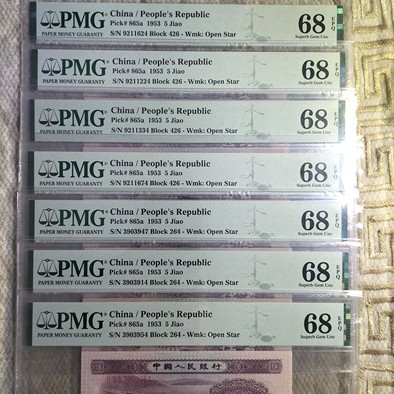 PMG China / People's Republic 68 EPQ
Pick# 865a 1953 5 Jiao
PAPER MONEY GUARANTY S/N 9211624 Block 426 - Wmk: Open Star Superb Gem Unc
PMG China / People's Republic 68 EPQ
Pick# 865a 1953 5 Jiao
PAPER MONEY GUARANTY S/N 9211224 Block 426 - Wmk: Open Star Superb Gem Unc
PMG China / People's Republic 68 EPQ
Pick# 865a 1953 5 Jiao
PAPER MONEY GUARANTY S/N 9211334 Block 426 - Wmk: Open Star Superb Gem Unc
PMG China / People's Republic 68 EPQ
Pick# 865a 1953 5 Jiao
PAPER MONEY GUARANTY S/N 9211674 Block 426 - Wmk: Open Star Superb Gem Unc
PMG China / People's Republic 68 EPQ
Pick# 865a 1953 5 Jiao
PAPER MONEY GUARANTY S/N 3903947 Block 264 - Wmk: Open Star Superb Gem Unc
PMG China / People's Republic 68 EPQ
Pick# 865a 1953 5 Jiao
PAPER MONEY GUARANTY S/N 3903914 Block 264 - Wmk: Open Star Superb Gem Unc
PMG China / People's Republic 68 EPQ
Pick# 865a 1953 5 Jiao
PAPER MONEY GUARANTY S/N 3903954 Block 264 - Wmk: Open Star Superb Gem Unc
中國人民銀行